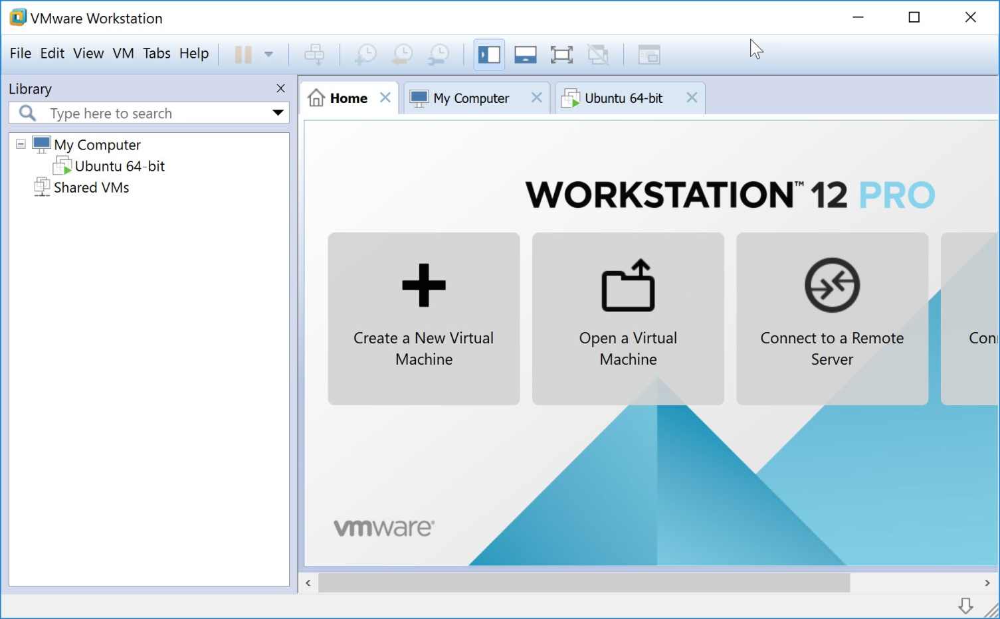 VMware Workstation
File Edit View VM Tabs Help
Library
Type here to search
My Computer
Ubuntu 64-bit
Shared VMs
Home
My Computer
Ubuntu 64-bit
WORKSTATION™ 12 PRO
Create a New Virtual
Machine
Open a Virtual
Machine
Connect to a Remote
Server
vmware®